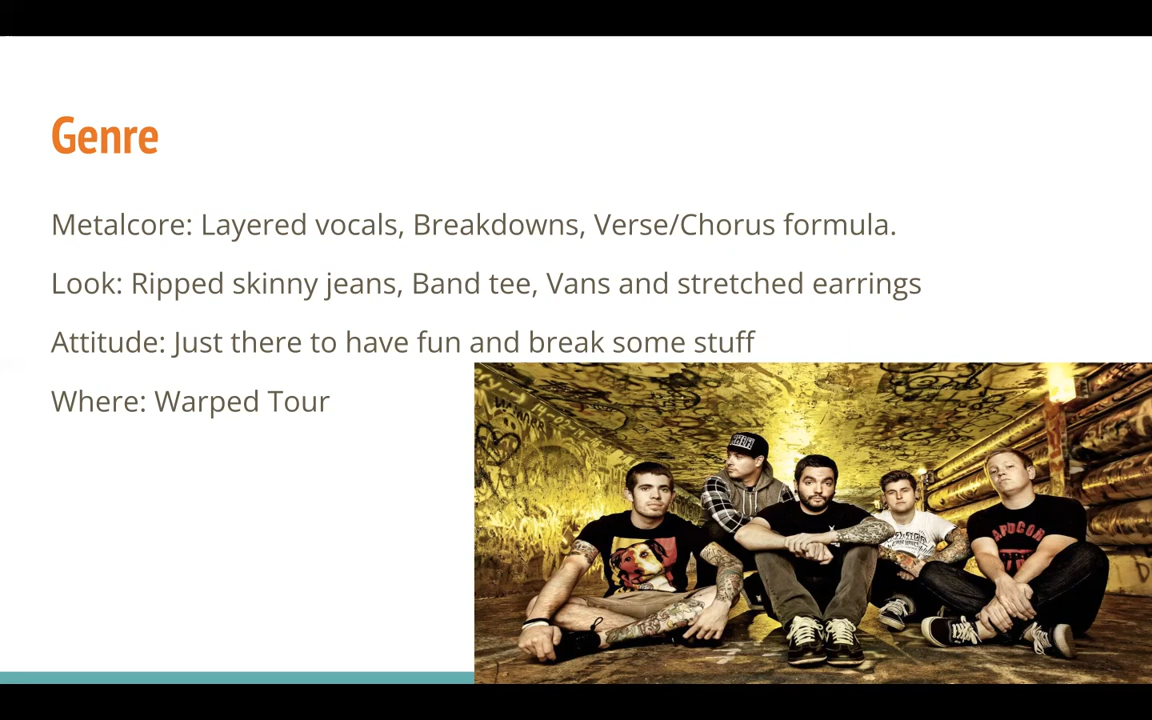 Genre
Metalcore: Layered vocals, Breakdowns, Verse/Chorus formula.
Look: Ripped skinny jeans, Band tee, Vans and stretched earrings
Attitude: Just there to have fun and break some stuff
Where: Warped Tour